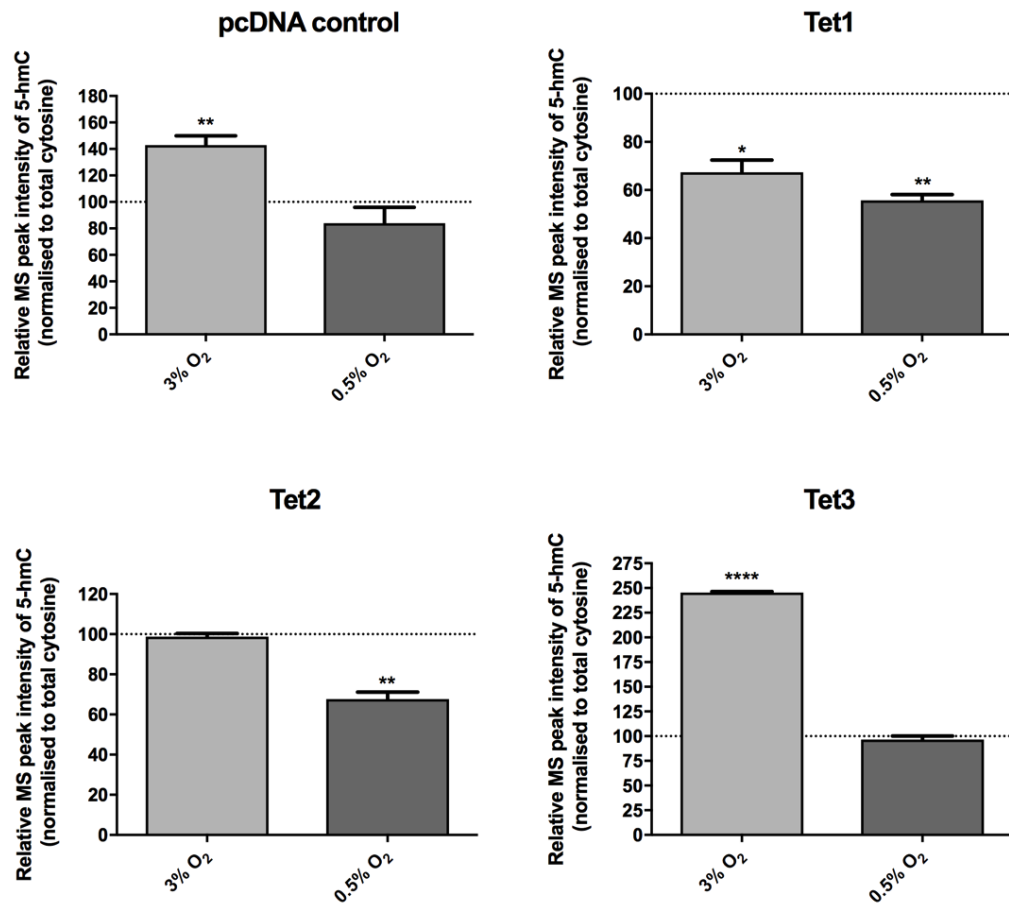 pcDNA control
Relative MS peak intensity of 5-hmC
(normalised to total cytosine)
180
160
140
120
100
80
60
40
20
0
**
3% O₂
0.5% O₂
Tet1
Relative MS peak intensity of 5-hmC
(normalised to total cytosine)
100
80
60
40
20
0
*
**
3% O₂
0.5% O₂
Tet2
Relative MS peak intensity of 5-hmC
(normalised to total cytosine)
120
100
80
60
40
20
0
**
3% O₂
0.5% O₂
Tet3
Relative MS peak intensity of 5-hmC
(normalised to total cytosine)
275
250
225
200
175
150
125
100
75
50
25
0
****
3% O₂
0.5% O₂